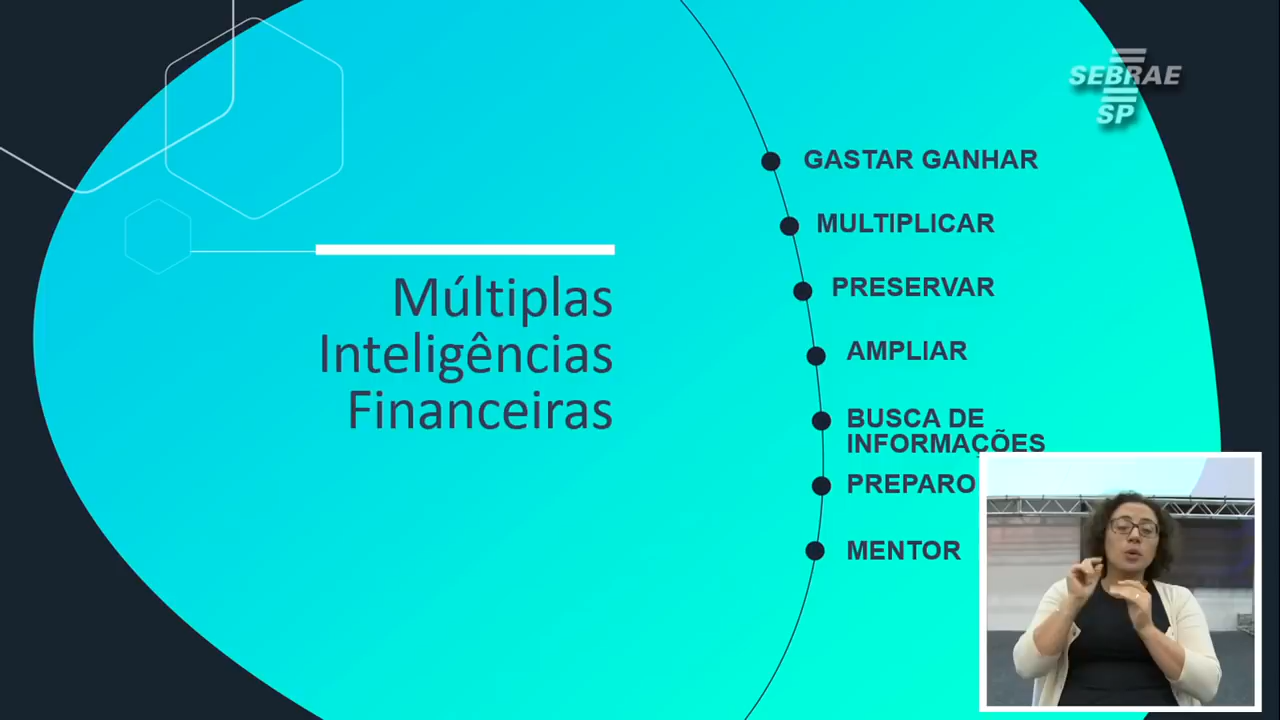 SEBRAE
SP
GASTAR GANHAR
MULTIPLICAR
PRESERVAR
AMPLIAR
BUSCA DE
INFORMAÇÕES
PREPARO
MENTOR
Múltiplas
Inteligências
Financeiras